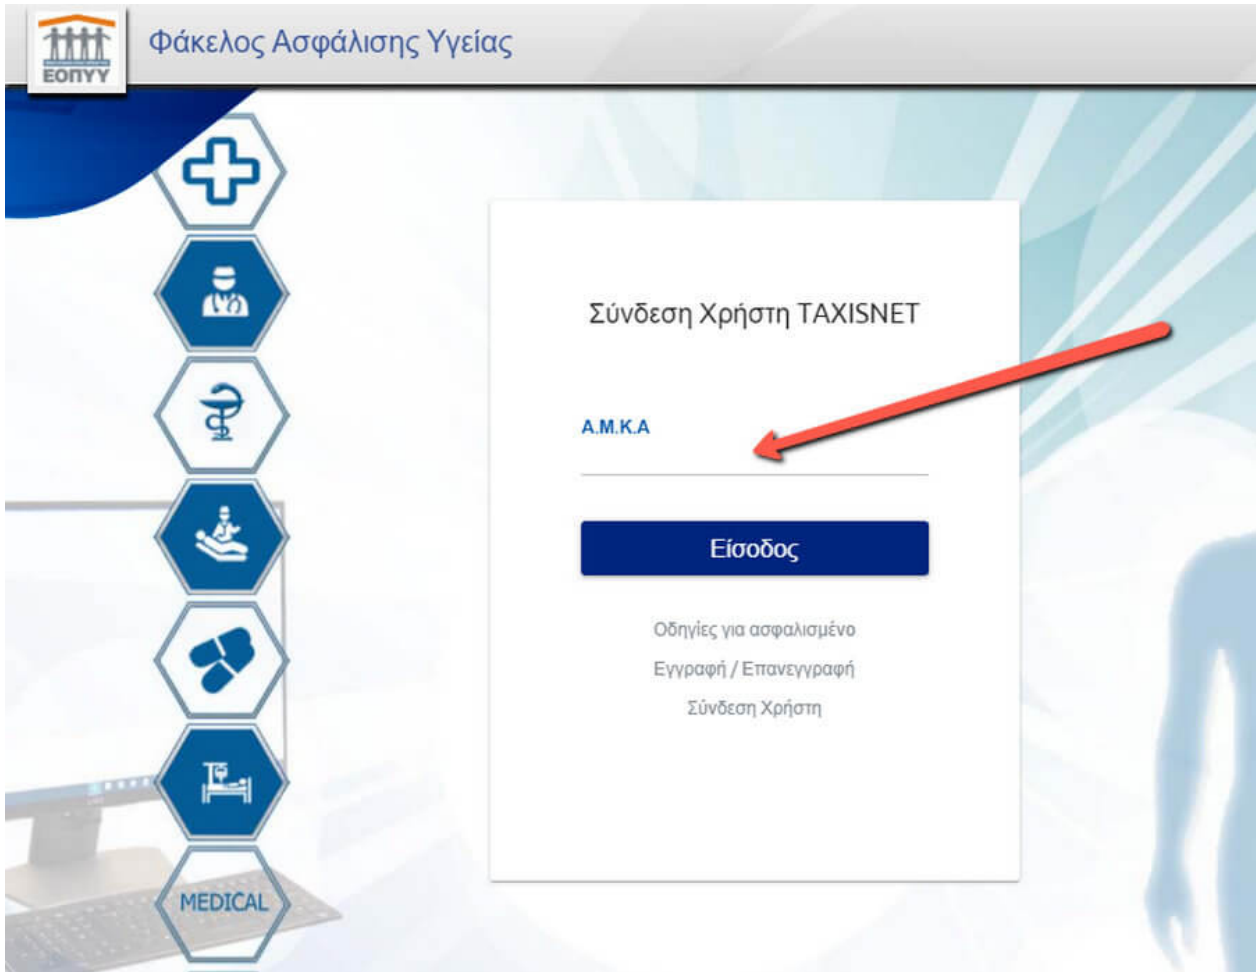 ΕΟΠΥΥ
Φάκελος Ασφάλισης Υγείας
Σύνδεση Χρήστη TAXISNET
Α.Μ.Κ.Α
Είσοδος
Οδηγίες για ασφαλισμένο
Εγγραφή / Επανεγγραφή
Σύνδεση Χρήστη
MEDICAL